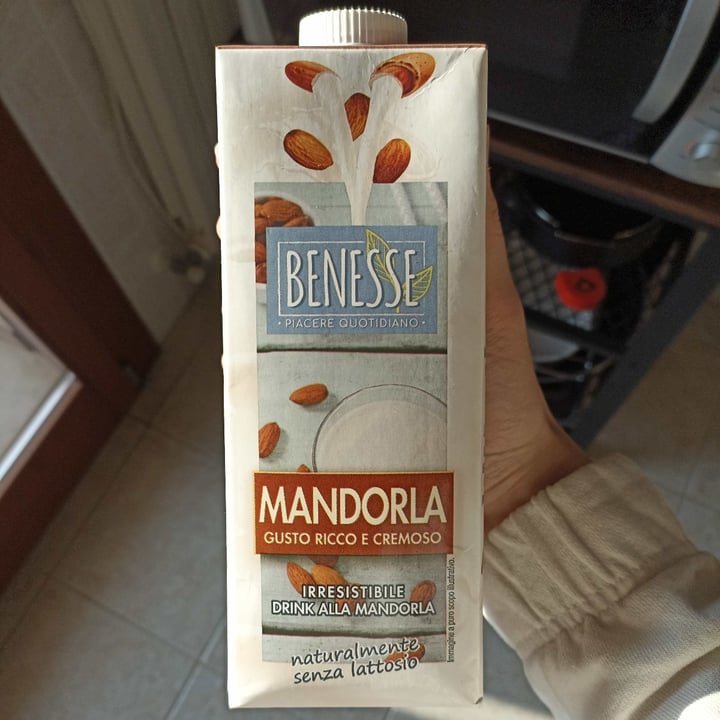 BENESSE
• PIACERE QUOTIDIANO •
MANDORLA
GUSTO RICCO E CREMOSO
IRRESISTIBILE
DRINK ALLA MANDORLA
naturalmente
senza lattosio
Immagine a puro scopo illustrativo.